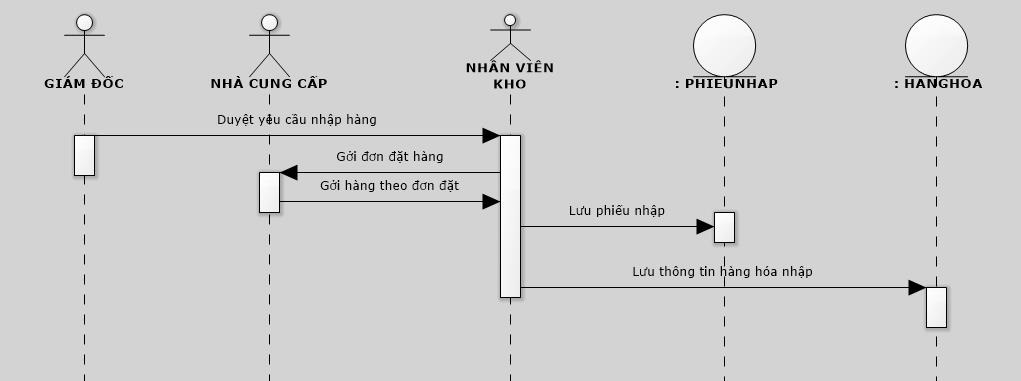 GIÁM ĐỐC
NHÀ CUNG CẤP
NHÂN VIÊN
KHO
: PHIEUNHAP
: HANGHOA
Duyệt yêu cầu nhập hàng
Gởi đơn đặt hàng
Gởi hàng theo đơn đặt
Lưu phiếu nhập
Lưu thông tin hàng hóa nhập